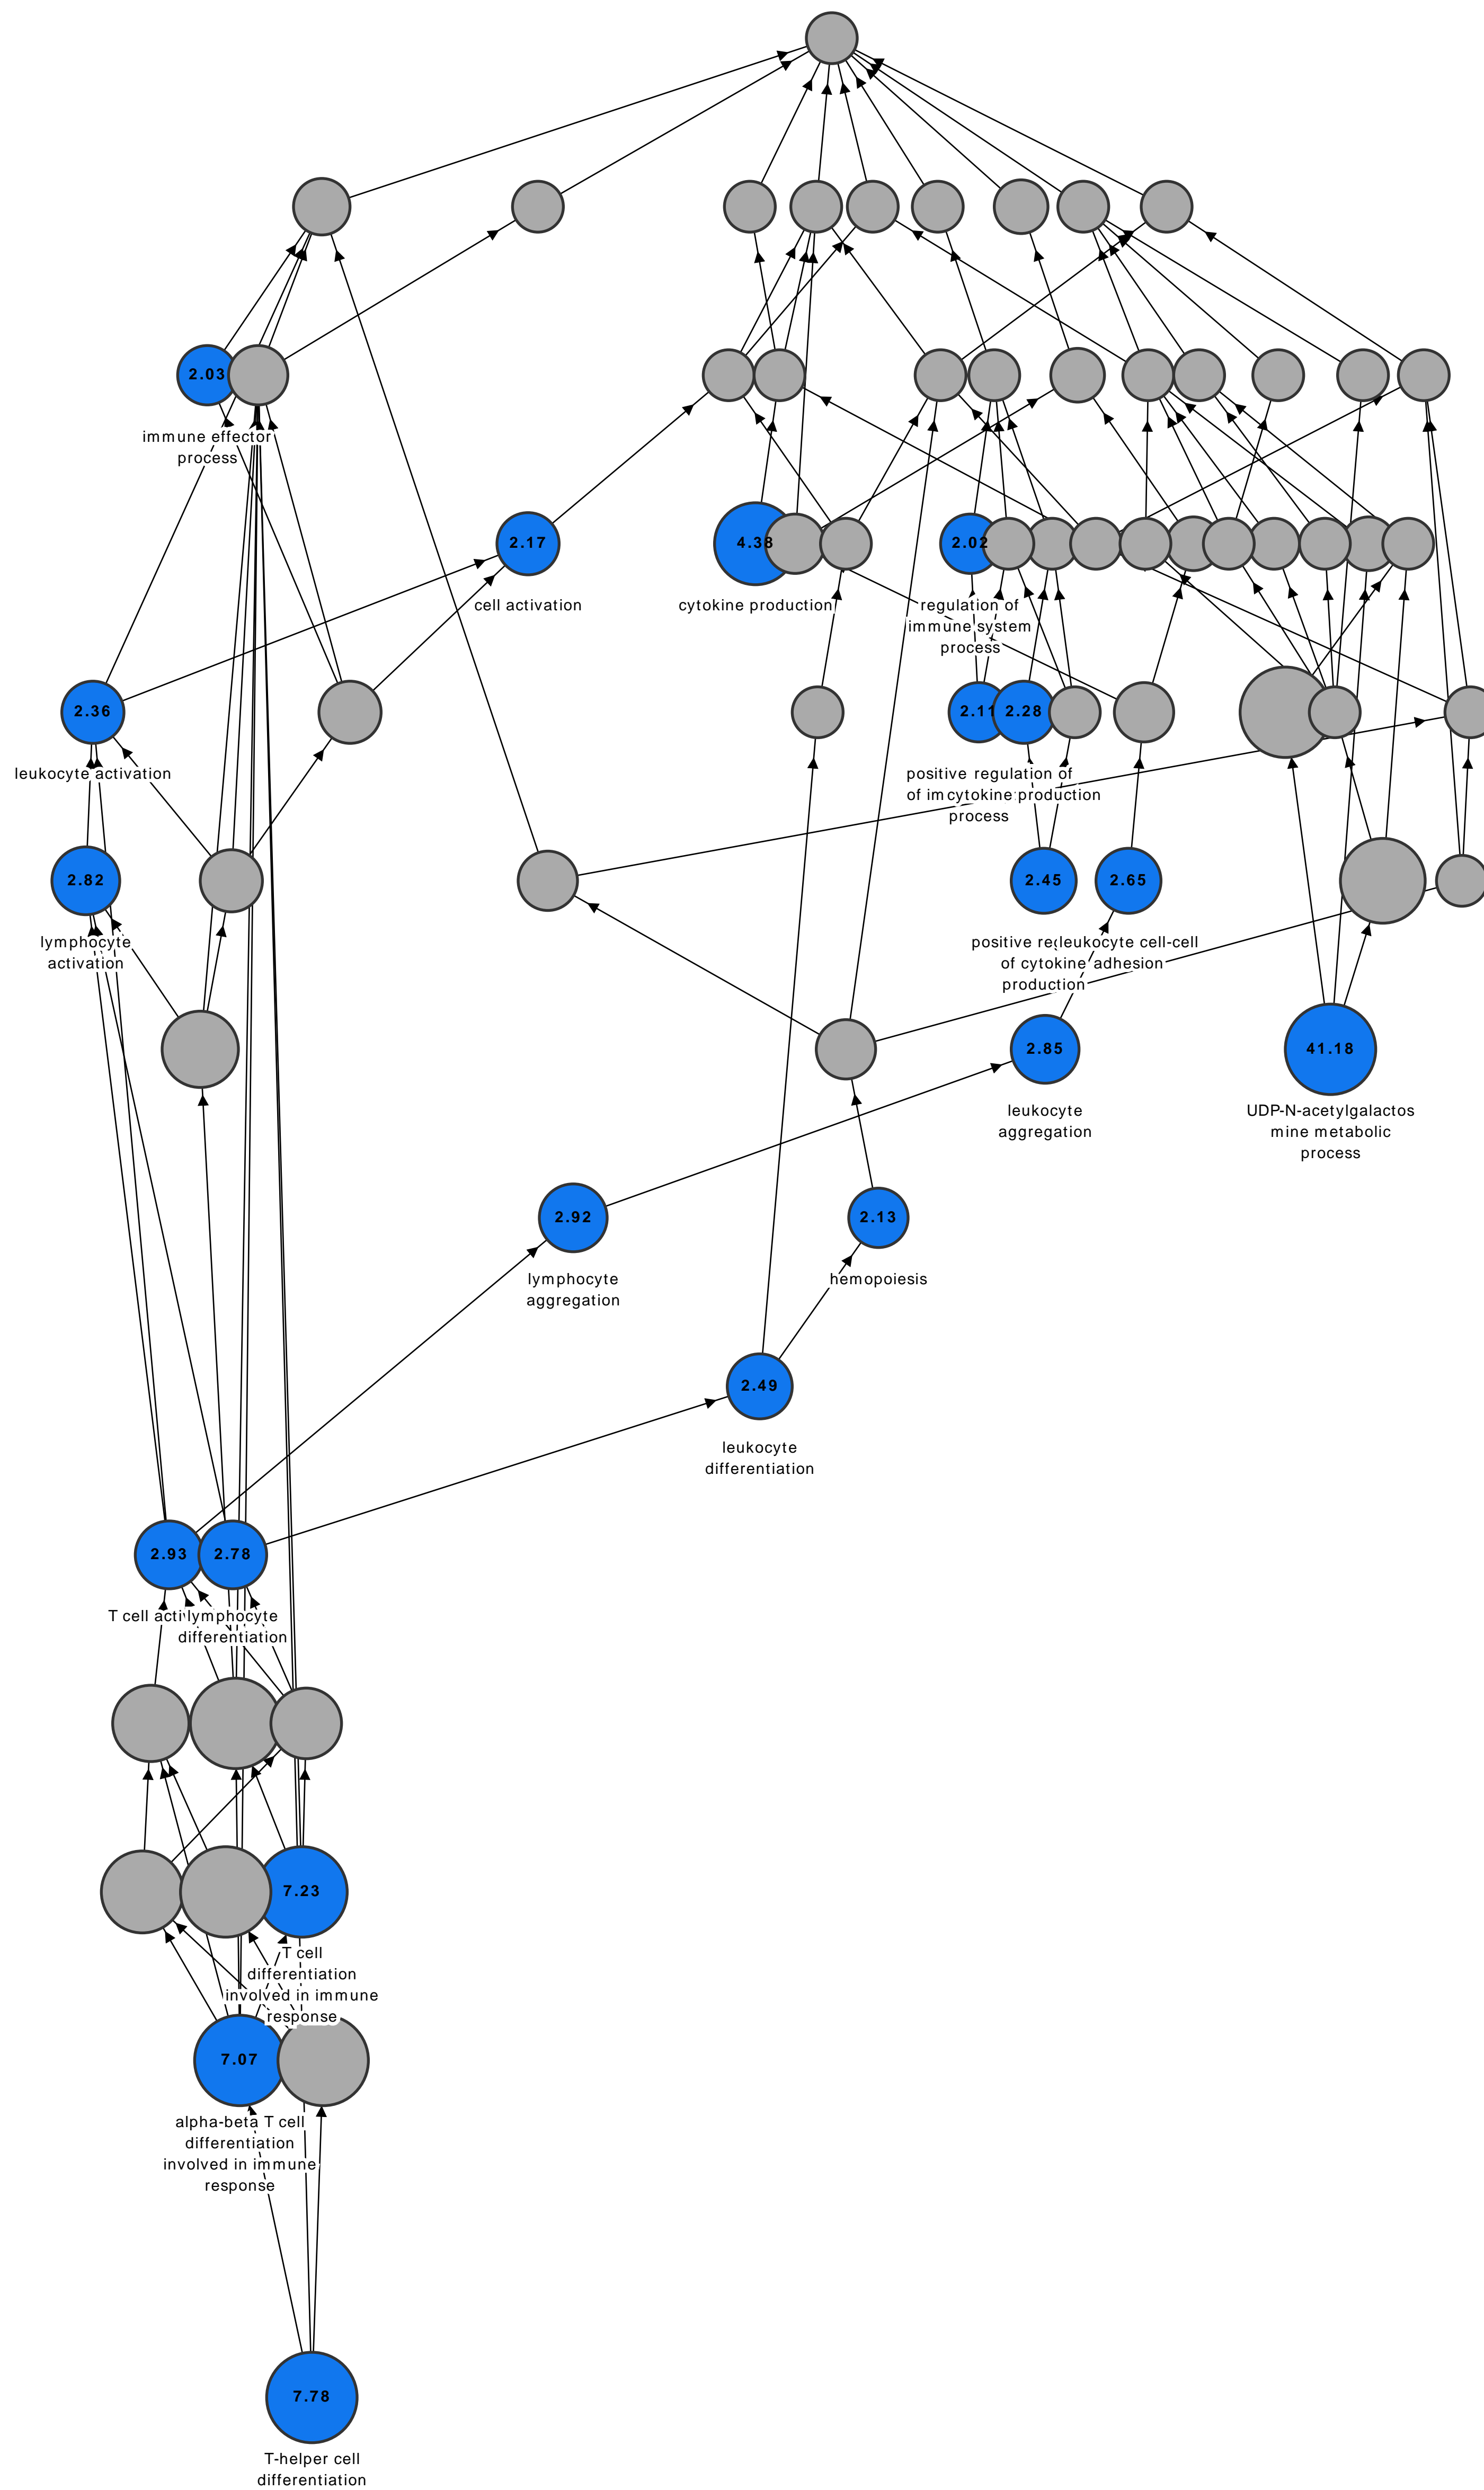 2.03
immune effector
process
4.38
2.02
2.17
cell activation
cytokine production
regulation of
immune system
process
2.36
leukocyte activation
2.11
2.28
positive regulation of
of im cytokine production
process
2.82
lymphocyte
activation
2.45
2.65
positive re leukocyte cell-cell
of cytokine adhesion
production
2.85
leukocyte
aggregation
41.18
UDP-N-acetylgalactos
mine metabolic
process
2.92
lymphocyte
aggregation
2.13
hemopoiesis
2.49
leukocyte
differentiation
2.93
2.78
T cell acti lymphocyte
differentiation
7.23
T cell
differentiation
involved in immune
response
7.07
alpha-beta T cell
differentiation
involved in immune
response
7.78
T-helper cell
differentiation